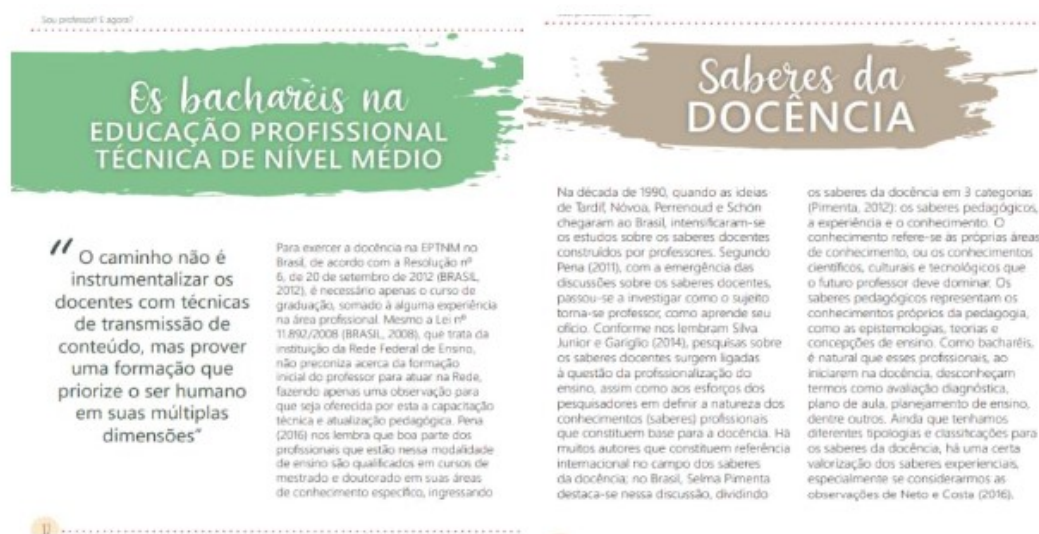 Sou professor! E agora?
Os bacharéis na
EDUCAÇÃO PROFISSIONAL
TÉCNICA DE NÍVEL MÉDIO
“ O caminho não é
instrumentalizar os
docentes com técnicas
de transmissão de
conteúdo, mas prover
uma formação que
priorize o ser humano
em suas múltiplas
dimensões”
Para exercer a docência na EPTNM no
Brasil, de acordo com a Resolução nº
6, de 20 de setembro de 2012 (BRASIL,
2012), é necessário apenas o curso de
graduação, somado à alguma experiência
na área profissional. Mesmo a Lei nº
11.892/2008 (BRASIL, 2008), que trata da
instituição da Rede Federal de Ensino,
não preconiza acerca da formação
inicial do professor para atuar na Rede,
fazendo apenas uma observação para
que seja oferecida por esta a capacitação
técnica e atualização pedagógica. Pena
(2016) nos lembra que boa parte dos
profissionais que estão nessa modalidade
de ensino são qualificados em cursos de
mestrado e doutorado em suas áreas
de conhecimento específico, ingressando
Saberes da
DOCÊNCIA
Na década de 1990, quando as ideias
de Tardif, Nóvoa, Perrenoud e Schön
chegaram ao Brasil, intensificaram-se
os estudos sobre os saberes docentes
construídos por professores. Segundo
Pena (2011), com a emergência das
discussões sobre os saberes docentes,
passou-se a investigar como o sujeito
torna-se professor, como aprende seu
ofício. Conforme nos lembram Silva
Junior e Gariglio (2014), pesquisas sobre
os saberes docentes surgem ligadas
à questão da profissionalização do
ensino, assim como aos esforços dos
pesquisadores em definir a natureza dos
conhecimentos (saberes) profissionais
que constituem base para a docência. Há
muitos autores que constituem referência
internacional no campo dos saberes
da docência; no Brasil, Selma Pimenta
destaca-se nessa discussão, dividindo
os saberes da docência em 3 categorias
(Pimenta, 2012): os saberes pedagógicos,
a experiência e o conhecimento. O
conhecimento refere-se às próprias áreas
de conhecimento, ou os conhecimentos
científicos, culturais e tecnológicos que
o futuro professor deve dominar. Os
saberes pedagógicos representam os
conhecimentos próprios da pedagogia,
como as epistemologias, teorias e
concepções de ensino. Como bacharéis,
é natural que esses profissionais, ao
iniciarem na docência, desconheçam
termos como avaliação diagnóstica,
plano de aula, planejamento de ensino,
dentre outros. Ainda que tenhamos
diferentes tipologias e classificações para
os saberes da docência, há uma certa
valorização dos saberes experienciais,
especialmente se considerarmos as
observações de Neto e Costa (2016),